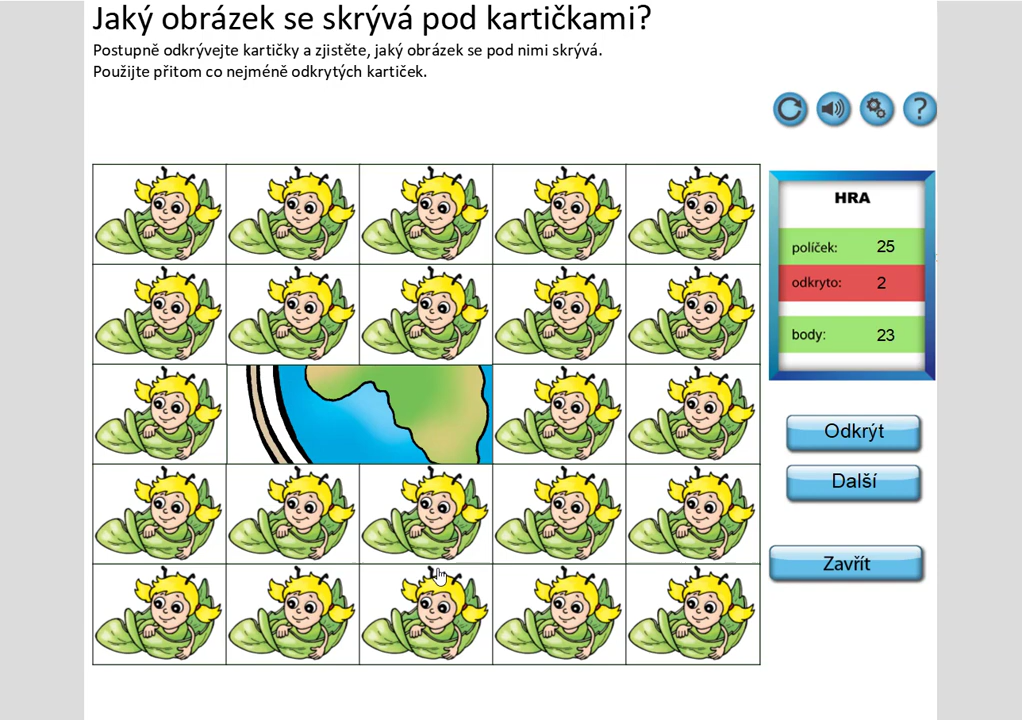 Jaký obrázek se skrývá pod kartičkami?
Postupně odkrývejte kartičky a zjistěte, jaký obrázek se pod nimi skrývá.
Použijte přitom co nejméně odkrytých kartiček.
?
HRA
políček: 25
odkryto: 2
body: 23
Odkrýt
Další
Zavřít